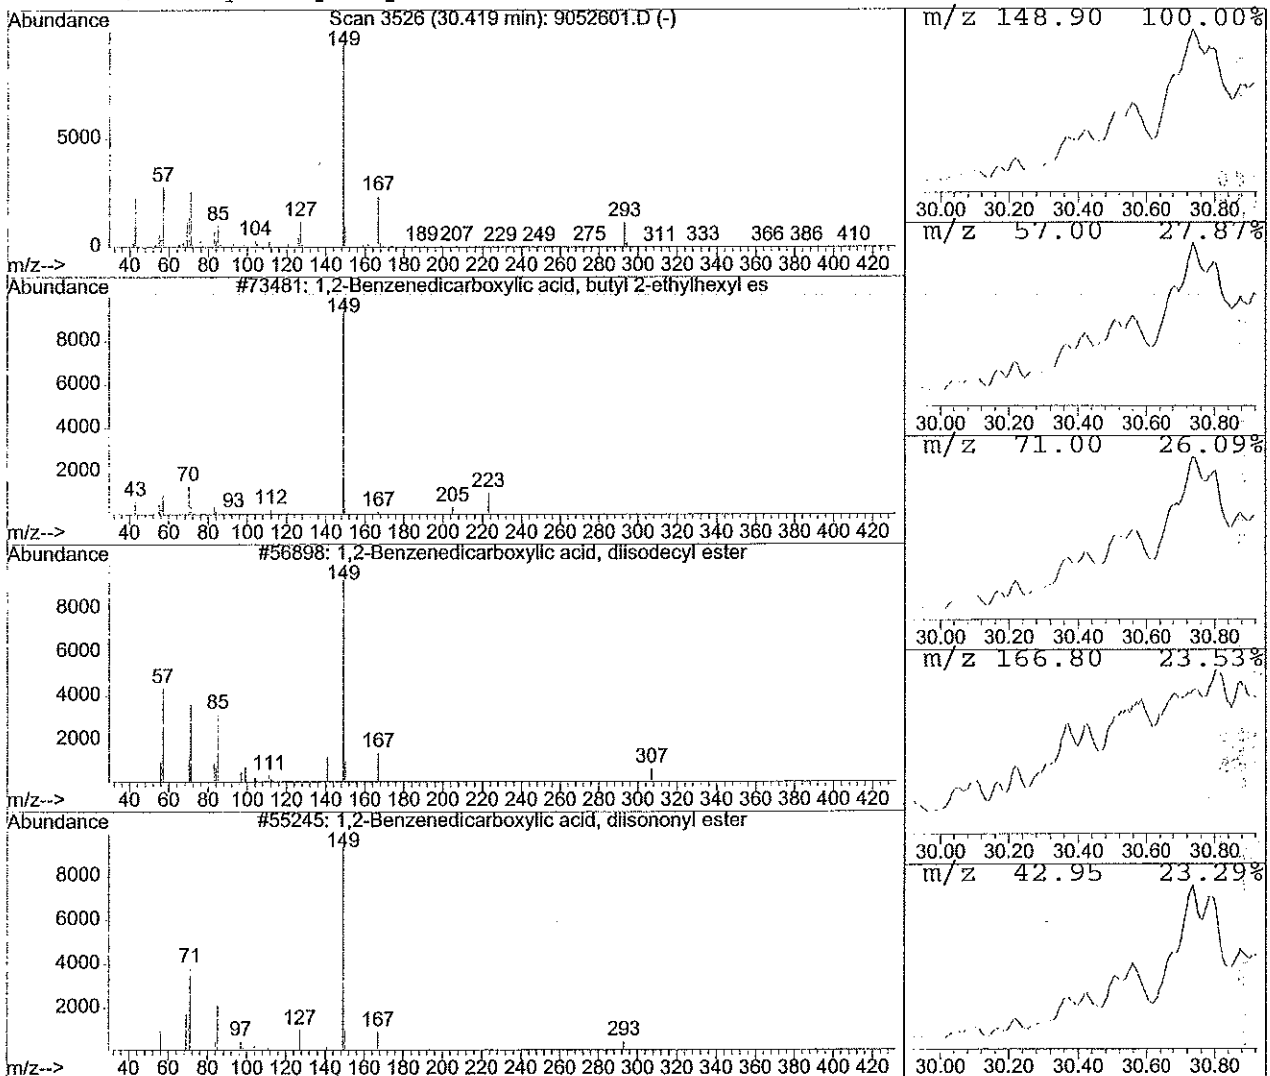 Abundance
Scan 3526 (30.419 min): 9052601.D (-)
149
5000
57
167
127
293
85
104
189 207 229 249 275 311 333 366 386 410
0
m/z-->
40 60 80 100 120 140 160 180 200 220 240 260 280 300 320 340 360 380 400 420
Abundance
#73481: 1,2-Benzenedicarboxylic acid, butyl 2-ethylhexyl es
149
8000
6000
4000
2000
43
70
93
112
167
205
223
m/z-->
40 60 80 100 120 140 160 180 200 220 240 260 280 300 320 340 360 380 400 420
Abundance
#56898: 1,2-Benzenedicarboxylic acid, diisodecyl ester
149
8000
6000
4000
2000
57
85
111
167
307
m/z-->
40 60 80 100 120 140 160 180 200 220 240 260 280 300 320 340 360 380 400 420
Abundance
#55245: 1,2-Benzenedicarboxylic acid, diisononyl ester
149
8000
6000
4000
2000
71
97
127
167
293
m/z-->
40 60 80 100 120 140 160 180 200 220 240 260 280 300 320 340 360 380 400 420
m/z 148.90 100.00%
30.00 30.20 30.40 30.60 30.80
m/z 57.00 27.87%
30.00 30.20 30.40 30.60 30.80
m/z 71.00 26.09%
30.00 30.20 30.40 30.60 30.80
m/z 166.80 23.53%
30.00 30.20 30.40 30.60 30.80
m/z 42.95 23.29%
30.00 30.20 30.40 30.60 30.80